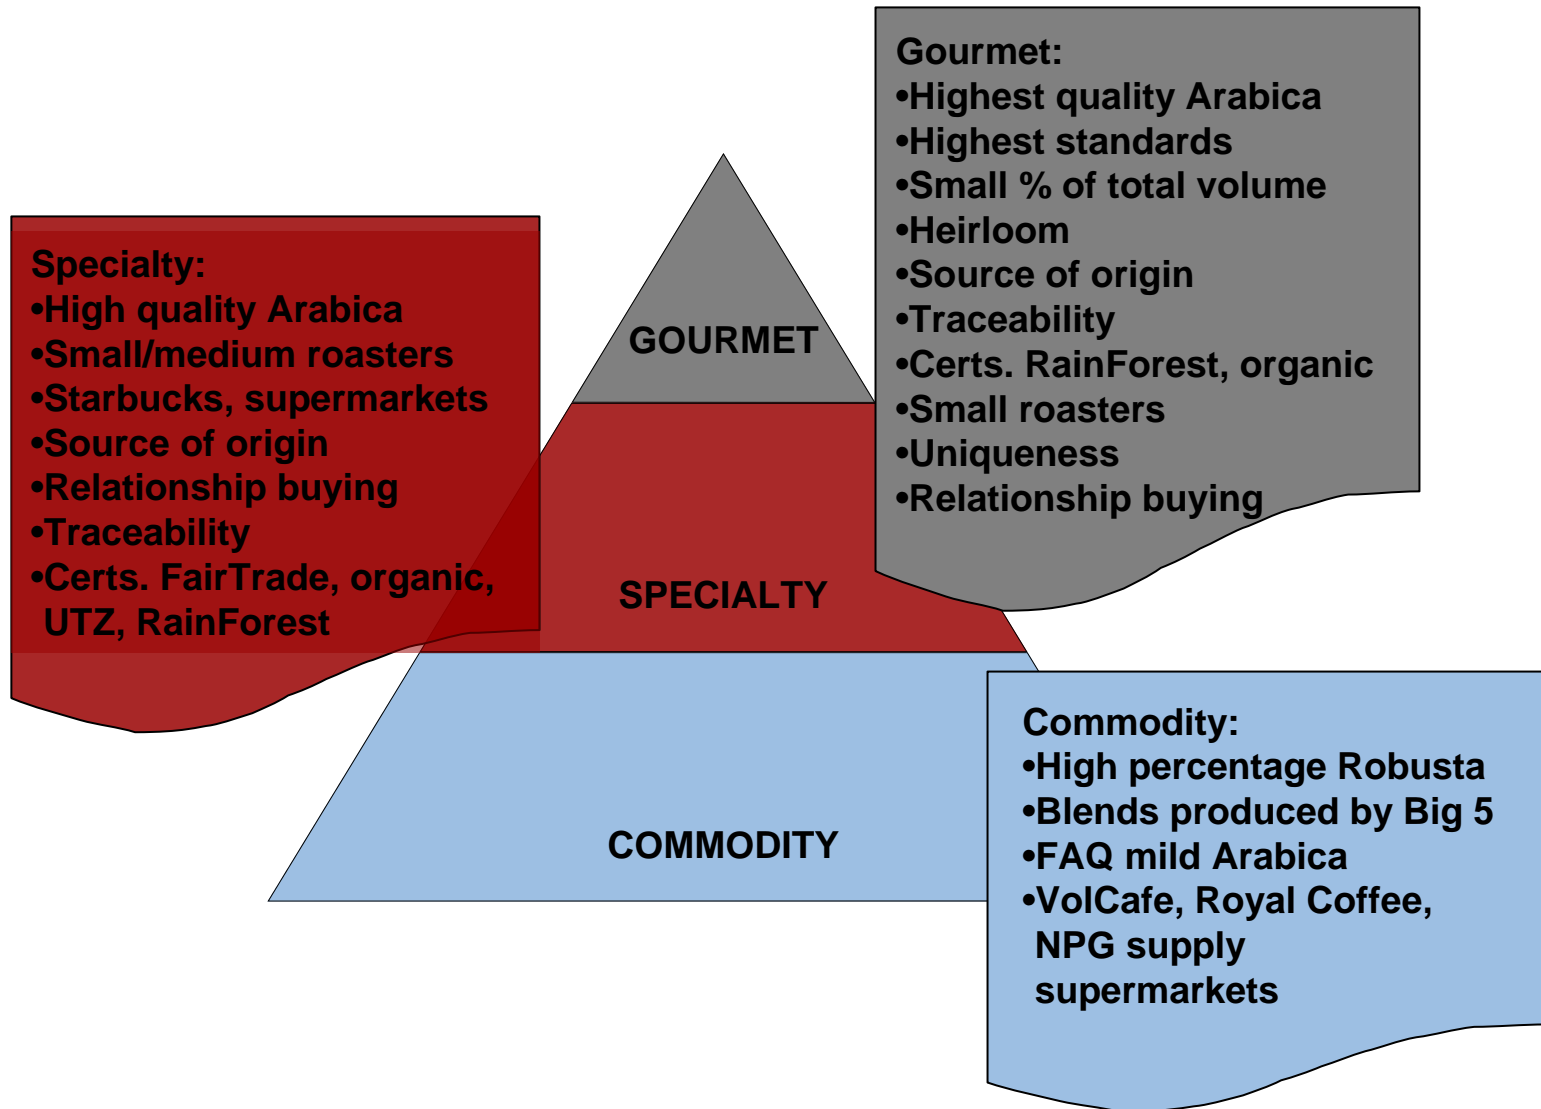 Gourmet:
•Highest quality Arabica
•Highest standards
•Small % of total volume
•Heirloom
•Source of origin
•Traceability
•Certs. RainForest, organic
•Small roasters
•Uniqueness
•Relationship buying
Specialty:
•High quality Arabica
•Small/medium roasters
•Starbucks, supermarkets
•Source of origin
•Relationship buying
•Traceability
•Certs. FairTrade, organic,
UTZ, RainForest
GOURMET
SPECIALTY
COMMODITY
Commodity:
•High percentage Robusta
•Blends produced by Big 5
•FAQ mild Arabica
•VolCafe, Royal Coffee,
NPG supply
supermarkets